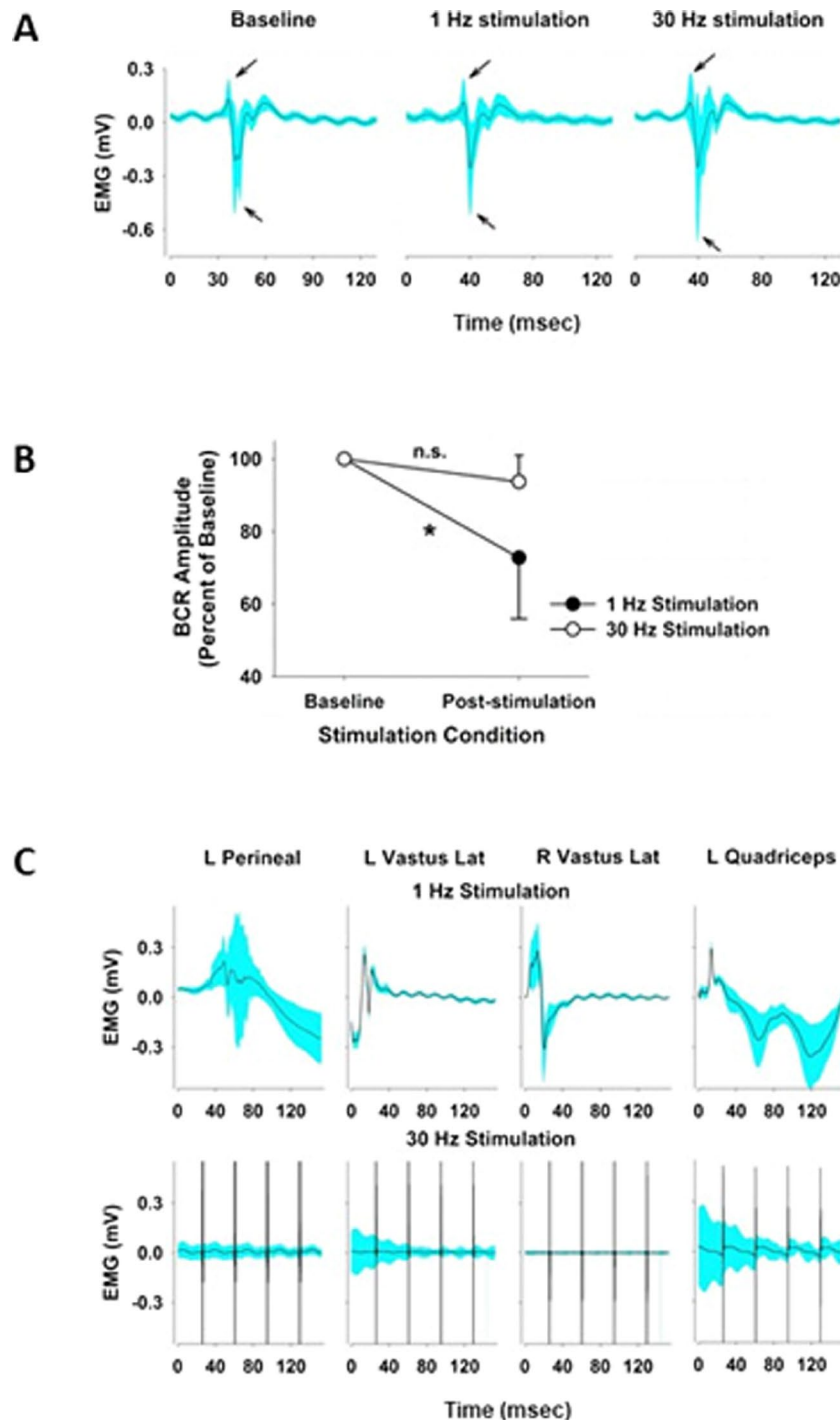 A
Baseline 1 Hz stimulation 30 Hz stimulation
EMG (mV)
0.3
0.0
-0.3
-0.6
0 30 60 90 120 0 40 80 120 0 40 80 120
Time (msec)
B
BCR Amplitude
(Percent of Baseline)
100
80
60
40
n.s.
*
1 Hz Stimulation
30 Hz Stimulation
Baseline Post-stimulation
Stimulation Condition
C
L Perineal L Vastus Lat R Vastus Lat L Quadriceps
1 Hz Stimulation
EMG (mV)
0.3
0.0
-0.3
0 40 80 120 0 40 80 120 0 40 80 120 0 40 80 120
30 Hz Stimulation
EMG (mV)
0.3
0.0
-0.3
0 40 80 120 0 40 80 120 0 40 80 120 0 40 80 120
Time (msec)